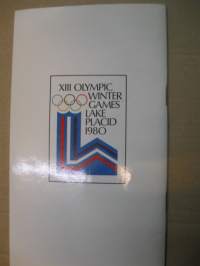 XIII OLYMPIC
WINTER
GAMES
LAKE
PLACID
1980